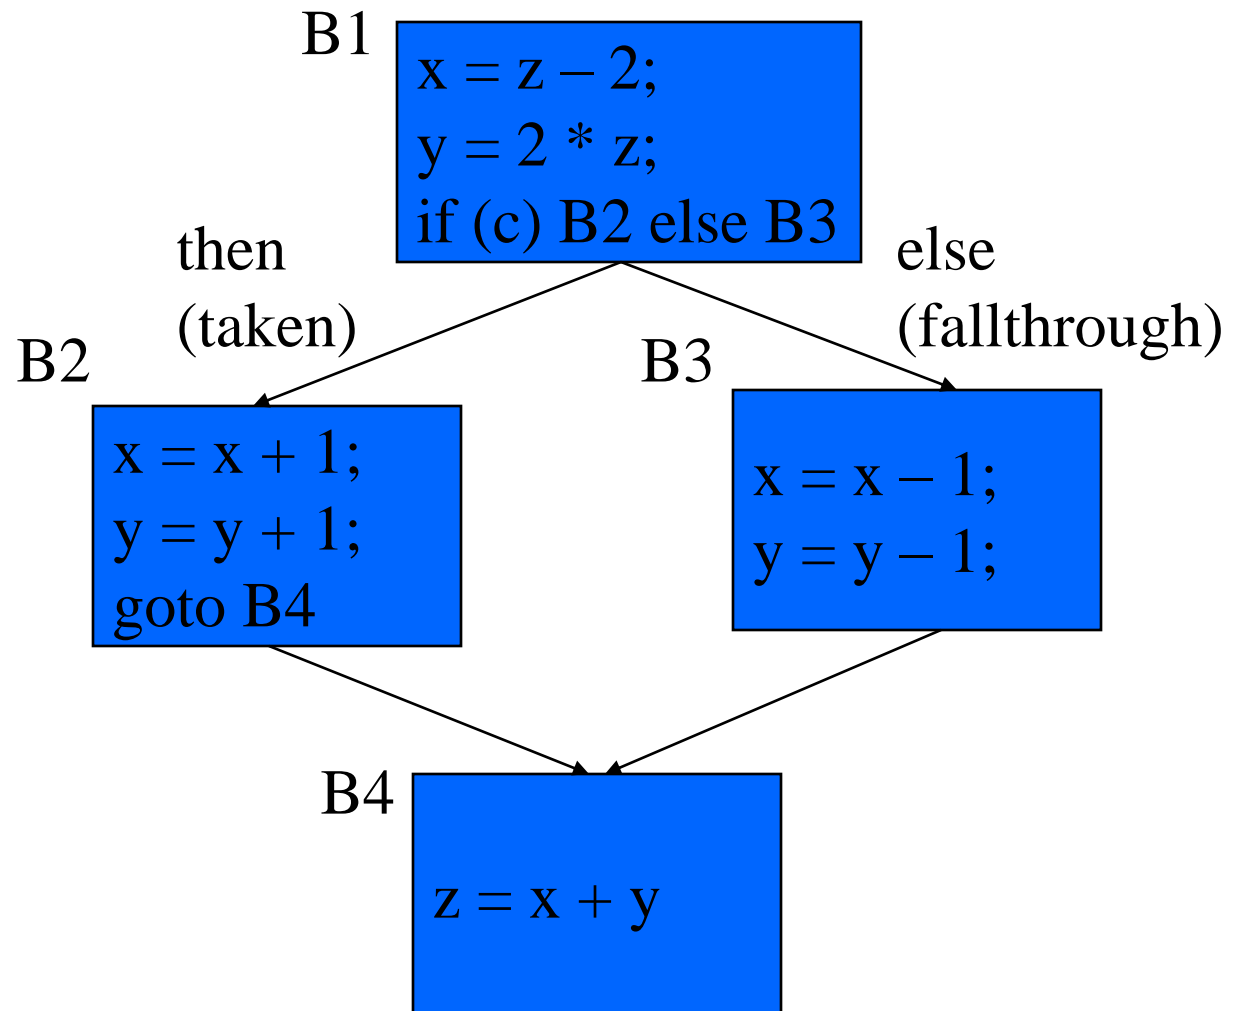 B1
x = z – 2;
y = 2 * z;
if (c) B2 else B3
then
(taken)
else
(fallthrough)
B2
x = x + 1;
y = y + 1;
goto B4
B3
x = x – 1;
y = y – 1;
B4
z = x + y